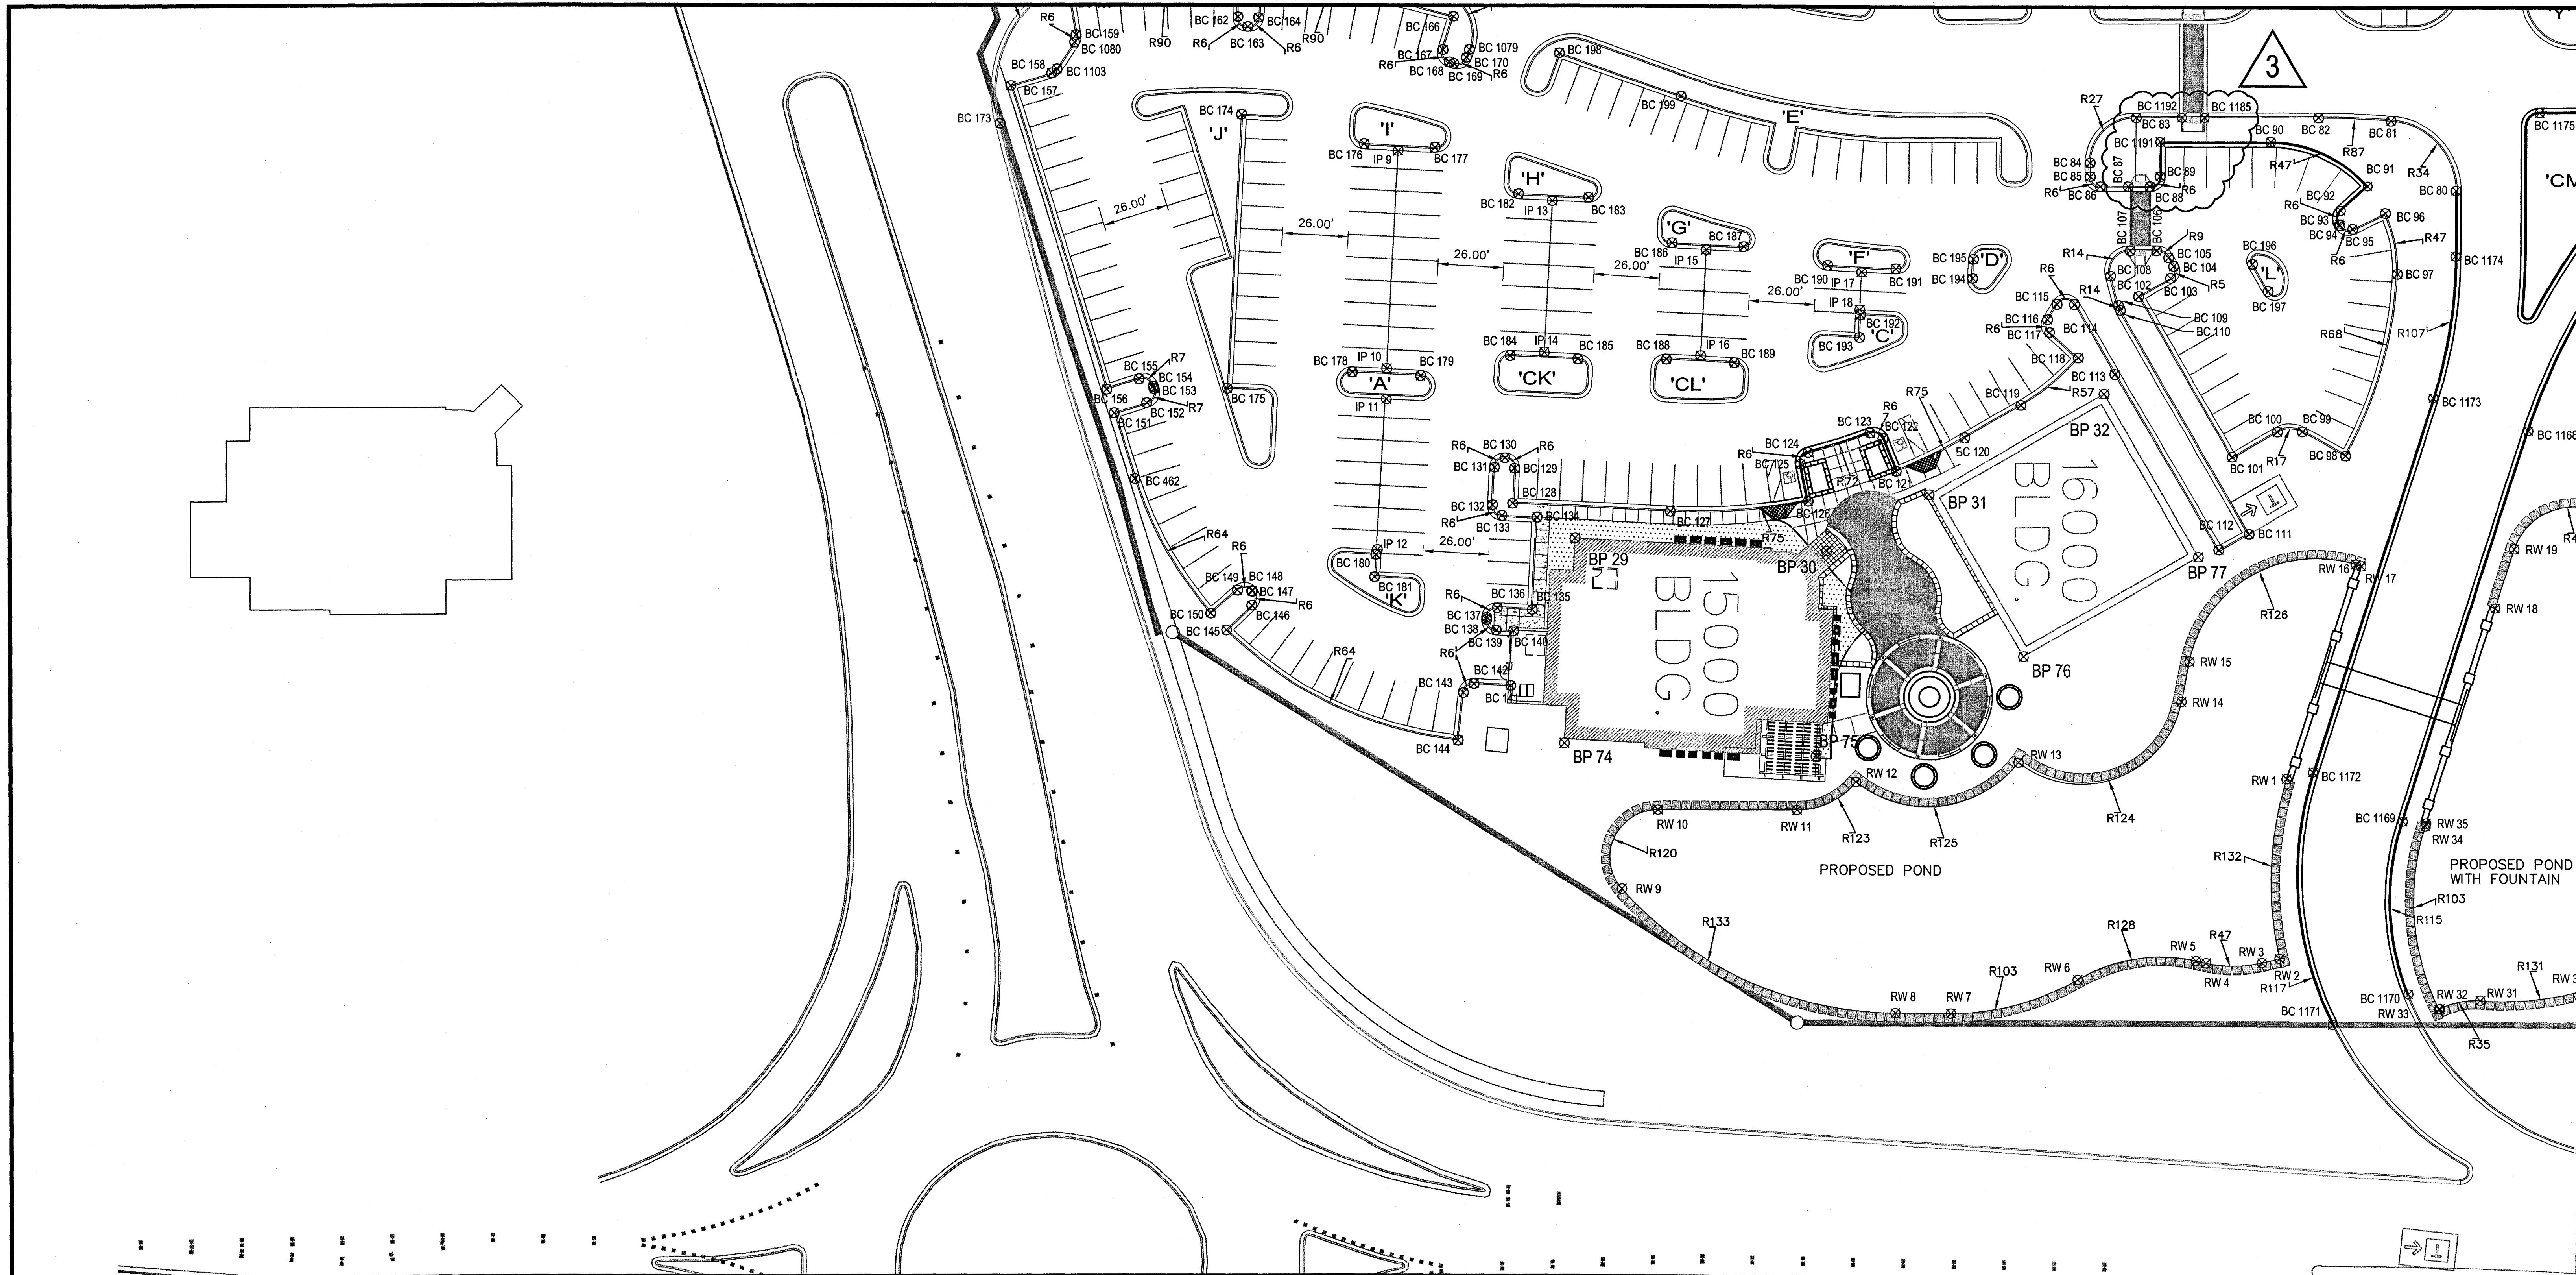 R6
BC 159
BC 1080
BC 158
BC 1103
BC 157
R90
BC 162
BC 164
R6
BC 163
R6
R90
BC 166
BC 167
R6
BC 168
BC 1079
BC 170
R6
BC 169
BC 198
BC 199
'E'
3
BC 173
BC 174
'J'
'I'
BC 176
IP 9
BC 177
'H'
BC 182
IP 13
BC 183
'G'
BC 187
BC 186
IP 15
'F'
BC 190
IP 17
BC 191
BC 195
'D'
BC 194
26.00'
26.00'
26.00'
26.00'
26.00'
IP 18
BC 192
BC 193
'C'
R27
BC 1192
BC 1185
BC 83
BC 82
BC 81
BC 90
R87
BC 1191
R47
BC 91
R34
BC 84
BC 85
R6
BC 86
BC 87
BC 89
R6
BC 88
BC 92
R6
BC 93
BC 94
BC 95
BC 96
R6
R47
BC 80
BC 1175
'CM
BC 107
BC 106
R9
BC 105
BC 104
R14
BC 108
BC 102
BC 103
R5
BC 196
'L'
BC 197
BC 97
BC 1174
R6
R14
BC 115
BC 109
BC 110
BC 116
R6
BC 117
BC 114
BC 118
BC 113
R68
R107
BC 1173
BC 1168
R7
BC 155
BC 154
BC 153
BC 156
BC 152
R7
BC 151
BC 175
IP 10
BC 178
BC 179
'A'
IP 11
BC 184
IP 14
BC 185
'CK'
BC 188
IP 16
BC 189
'CL'
BC 119
R57
R75
R6
BC 123
BC 122
BC 124
R6
BC 125
R72
BC 121
BC 120
BC 126
R75
BP 32
BP 31
16000
BLDG.
BC 100
BC 99
R17
BC 101
BC 98
BC 112
BC 111
BP 77
BP 76
BC 462
R64
R6
BC 130
R6
BC 131
BC 129
BC 128
BC 132
R6
BC 133
BC 134
BC 127
26.00'
IP 12
BC 180
BC 181
'K'
BC 149
R6
BC 148
BC 147
R6
BC 146
BC 150
BC 145
R64
R6
BC 136
BC 135
BC 137
BC 138
BC 139
BC 140
R6
BC 142
BC 143
BC 141
BC 144
BP 29
BP 30
15000
BLDG.
BP 74
BP 75
RW 16
RW 17
R126
RW 15
RW 14
RW 19
RW 18
RW 13
RW 12
RW 1
BC 1172
R124
RW 10
RW 11
R123
R125
R120
PROPOSED POND
RW 9
R133
R132
BC 1169
RW 35
RW 34
PROPOSED POND
WITH FOUNTAIN
R103
R115
R128
RW 5
R47
RW 3
RW 4
RW 2
RW 6
R103
RW 8
RW 7
R117
BC 1171
BC 1170
RW 33
RW 32
RW 31
R131
R35